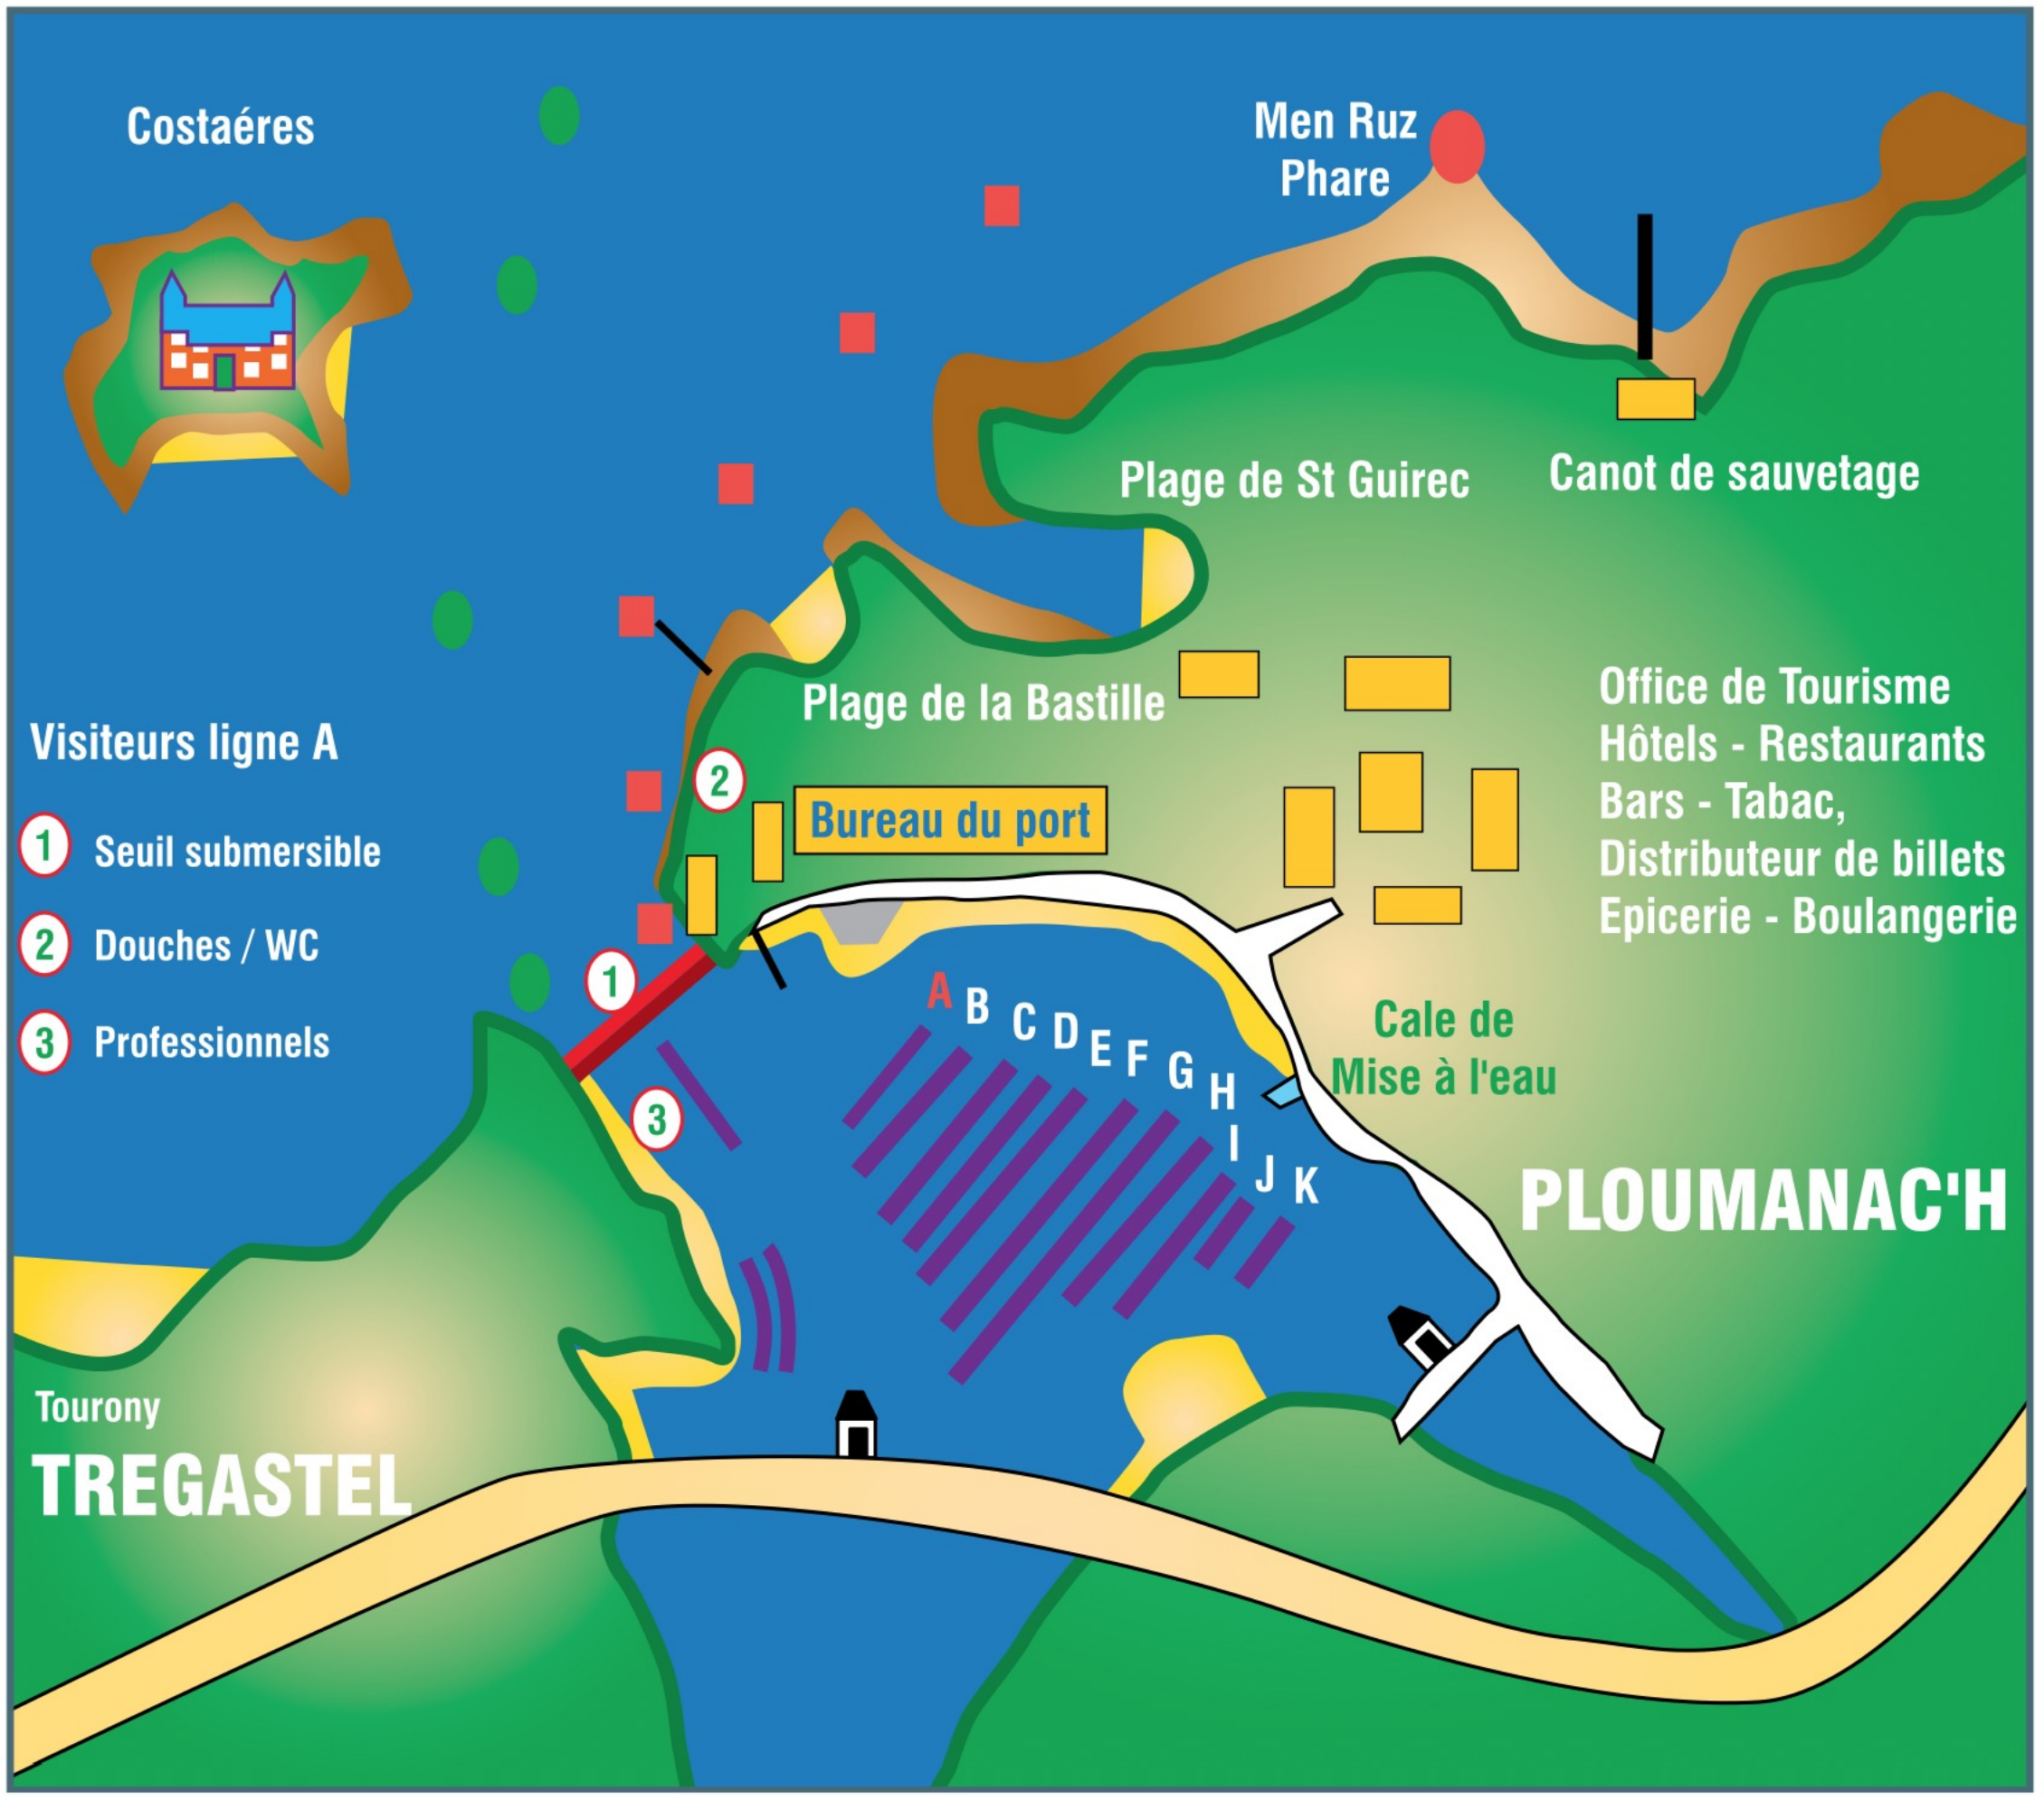 Costaéres
Men Ruz
Phare
Plage de St Guirec
Canot de sauvetage
Plage de la Bastille
Office de Tourisme
Hôtels - Restaurants
Bars - Tabac,
Distributeur de billets
Epicerie - Boulangerie
Visiteurs ligne A
1 Seuil submersible
2 Douches / WC
3 Professionnels
2
Bureau du port
1
3
A B C D E F G H I J K
Cale de
Mise à l'eau
PLOUMANAC'H
Tourony
TREGASTEL